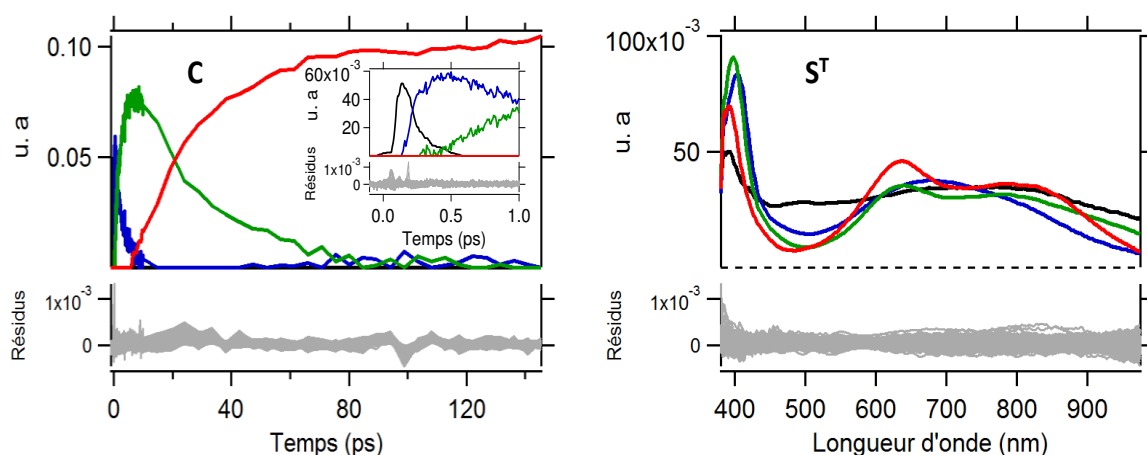 0.10
0.05
u. a
C
60x10⁻³
40
20
u. a
1x10⁻³
0
Résidus
0.0
0.5
1.0
Temps (ps)
1x10⁻³
0
Résidus
0
40
80
120
Temps (ps)
100x10⁻³
50
u. a
Sᵀ
1x10⁻³
0
Résidus
400
500
600
700
800
900
Longueur d'onde (nm)